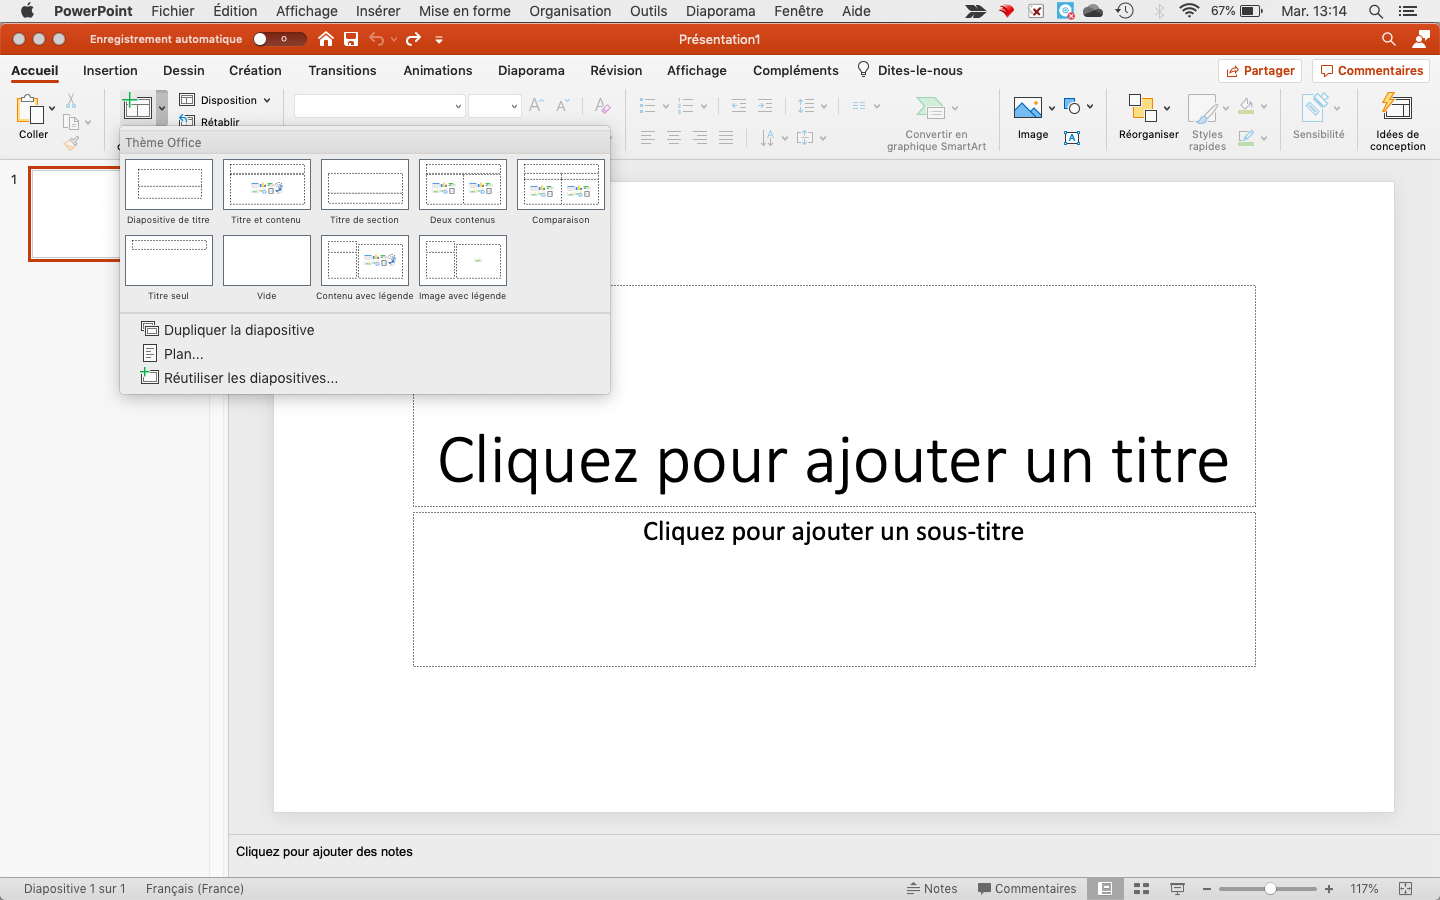 PowerPoint Fichier Édition Affichage Insérer Mise en forme Organisation Outils Diaporama Fenêtre Aide 67% Mar. 13:14
Enregistrement automatique Présentation1
Accueil Insertion Dessin Création Transitions Animations Diaporama Révision Affichage Compléments Dites-le-nous Partager Commentaires
Coller
Disposition
Rétablir
Convertir en
graphique SmartArt
Image
Réorganiser
Styles
rapides
Sensibilité
Idées de
conception
Thème Office
Diapositive de titre Titre et contenu Titre de section Deux contenus Comparaison
Titre seul Vide Contenu avec légende Image avec légende
Dupliquer la diapositive
Plan...
Réutiliser les diapositives...
1
Cliquez pour ajouter un titre
Cliquez pour ajouter un sous-titre
Cliquez pour ajouter des notes
Diapositive 1 sur 1 Français (France) Notes Commentaires 117%